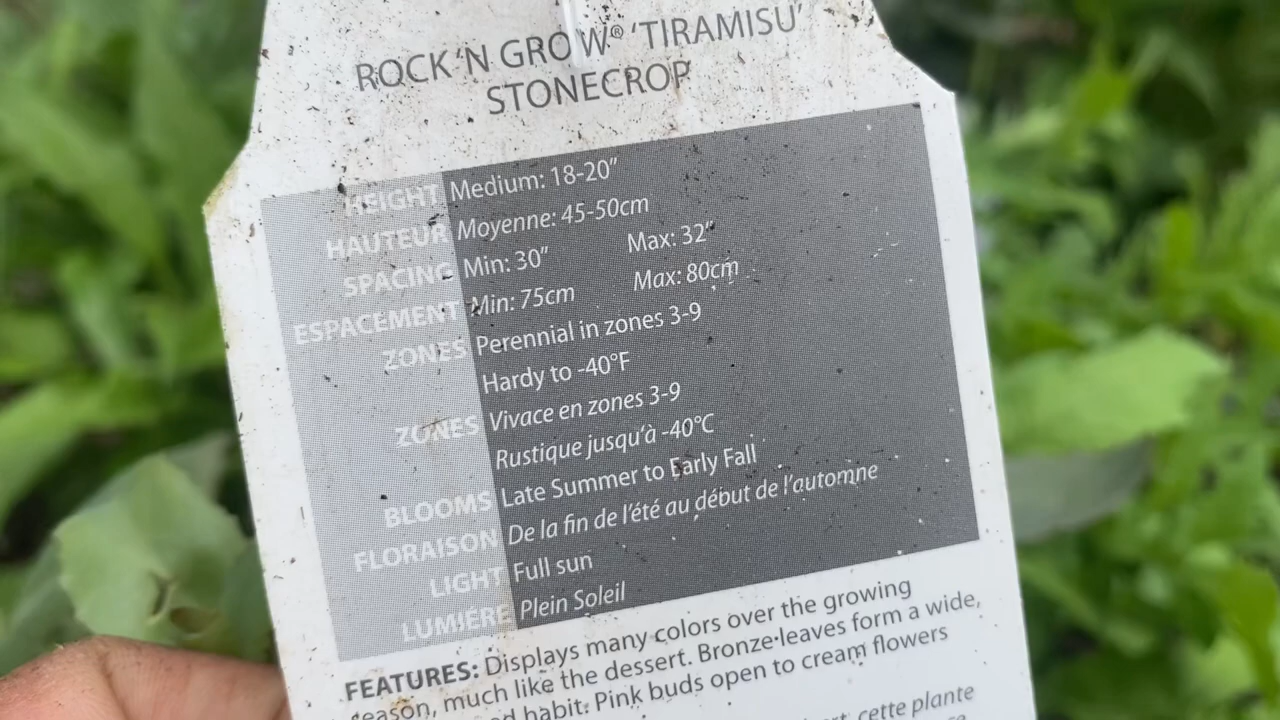 ROCK 'N GROW® 'TIRAMISU'
STONECROP
HEIGHT Medium: 18-20"
HAUTEUR Moyenne: 45-50cm
SPACING Min: 30" Max: 32"
ESPACEMENT Min: 75cm Max: 80cm
ZONES Perennial in zones 3-9
Hardy to -40°F
ZONES Vivace en zones 3-9
Rustique jusqu'à -40°C
BLOOMS Late Summer to Early Fall
FLORAISON De la fin de l'été au début de l'automne
LIGHT Full sun
LUMIÈRE Plein Soleil
FEATURES: Displays many colors over the growing
season, much like the dessert. Bronze leaves form a wide,
habit. Pink buds open to cream flowers
cette plante